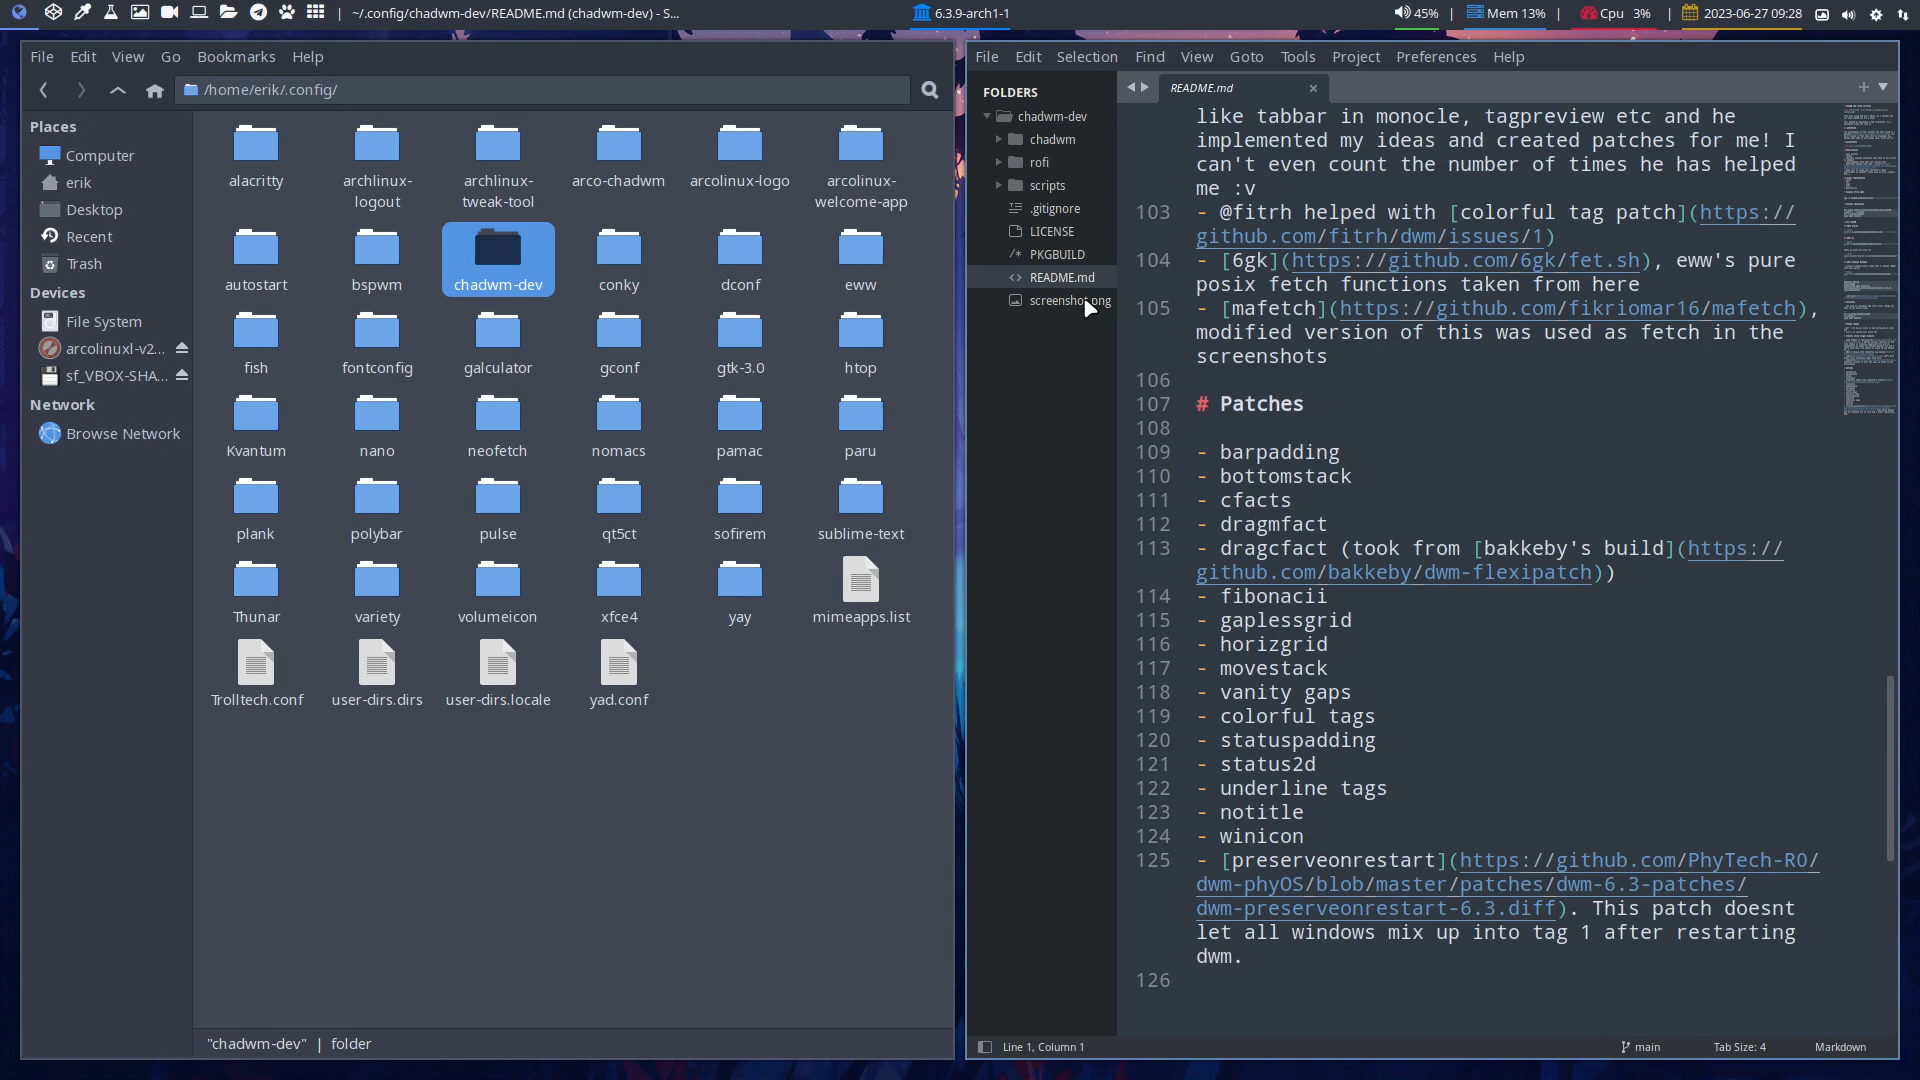 | ~/.config/chadwm-dev/README.md (chadwm-dev) - S...
6.3.9-arch1-1
45% | Mem 13% | Cpu 3% | 2023-06-27 09:28
File Edit View Go Bookmarks Help
/home/erik/.config/
Places
Computer
erik
Desktop
Recent
Trash
Devices
File System
arcolinuxl-v2...
sf_VBOX-SHA...
Network
Browse Network
alacritty
archlinux-
logout
archlinux-
tweak-tool
arco-chadwm
arcolinux-logo
arcolinux-
welcome-app
autostart
bspwm
chadwm-dev
conky
dconf
eww
fish
fontconfig
galculator
gconf
gtk-3.0
htop
Kvantum
nano
neofetch
nomacs
pamac
paru
plank
polybar
pulse
qt5ct
sofirem
sublime-text
Thunar
variety
volumeicon
xfce4
yay
mimeapps.list
Trolltech.conf
user-dirs.dirs
user-dirs.locale
yad.conf
"chadwm-dev" | folder
File Edit Selection Find View Goto Tools Project Preferences Help
FOLDERS
chadwm-dev
chadwm
rofi
scripts
.gitignore
LICENSE
/* PKGBUILD
<> README.md
screenshot.png
README.md
like tabbar in monocle, tagpreview etc and he
implemented my ideas and created patches for me! I
can't even count the number of times he has helped
me :v
103 - @fitrh helped with [colorful tag patch](https://
github.com/fitrh/dwm/issues/1)
104 - [6gk](https://github.com/6gk/fet.sh), eww's pure
posix fetch functions taken from here
105 - [mafetch](https://github.com/fikriomar16/mafetch),
modified version of this was used as fetch in the
screenshots
106
107 # Patches
108
109 - barpadding
110 - bottomstack
111 - cfacts
112 - dragmfact
113 - dragcfact (took from [bakkeby's build](https://
github.com/bakkeby/dwm-flexipatch))
114 - fibonacii
115 - gaplessgrid
116 - horizgrid
117 - movestack
118 - vanity gaps
119 - colorful tags
120 - statuspadding
121 - status2d
122 - underline tags
123 - notitle
124 - winicon
125 - [preserveonrestart](https://github.com/PhyTech-R0/
dwm-phyOS/blob/master/patches/dwm-6.3-patches/
dwm-preserveonrestart-6.3.diff). This patch doesnt
let all windows mix up into tag 1 after restarting
dwm.
126
Line 1, Column 1
main
Tab Size: 4
Markdown